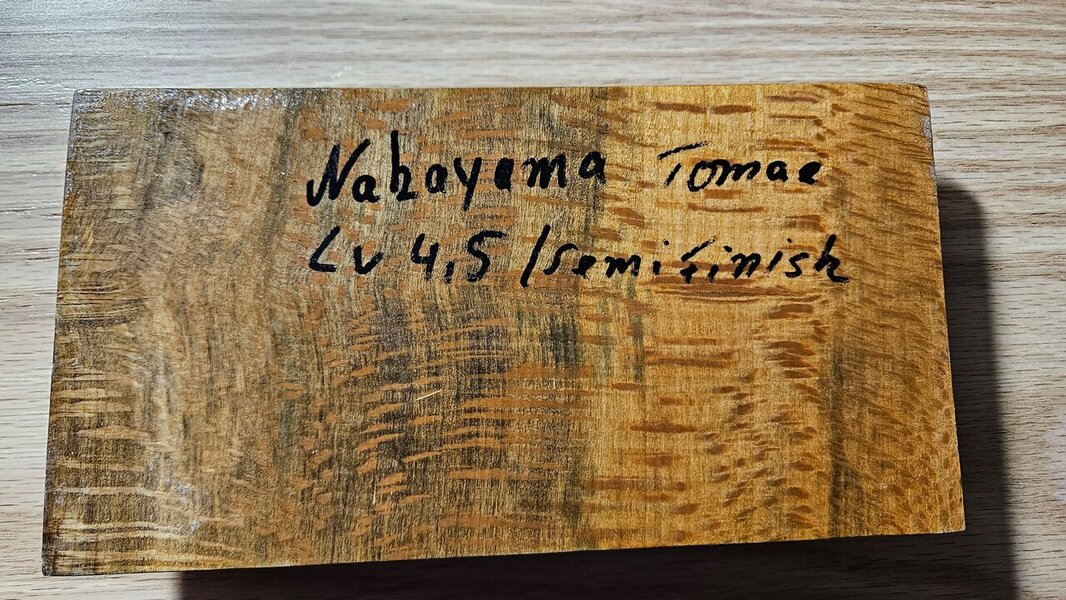 Nakayama Tomae
Lv 4,5 /semifinish